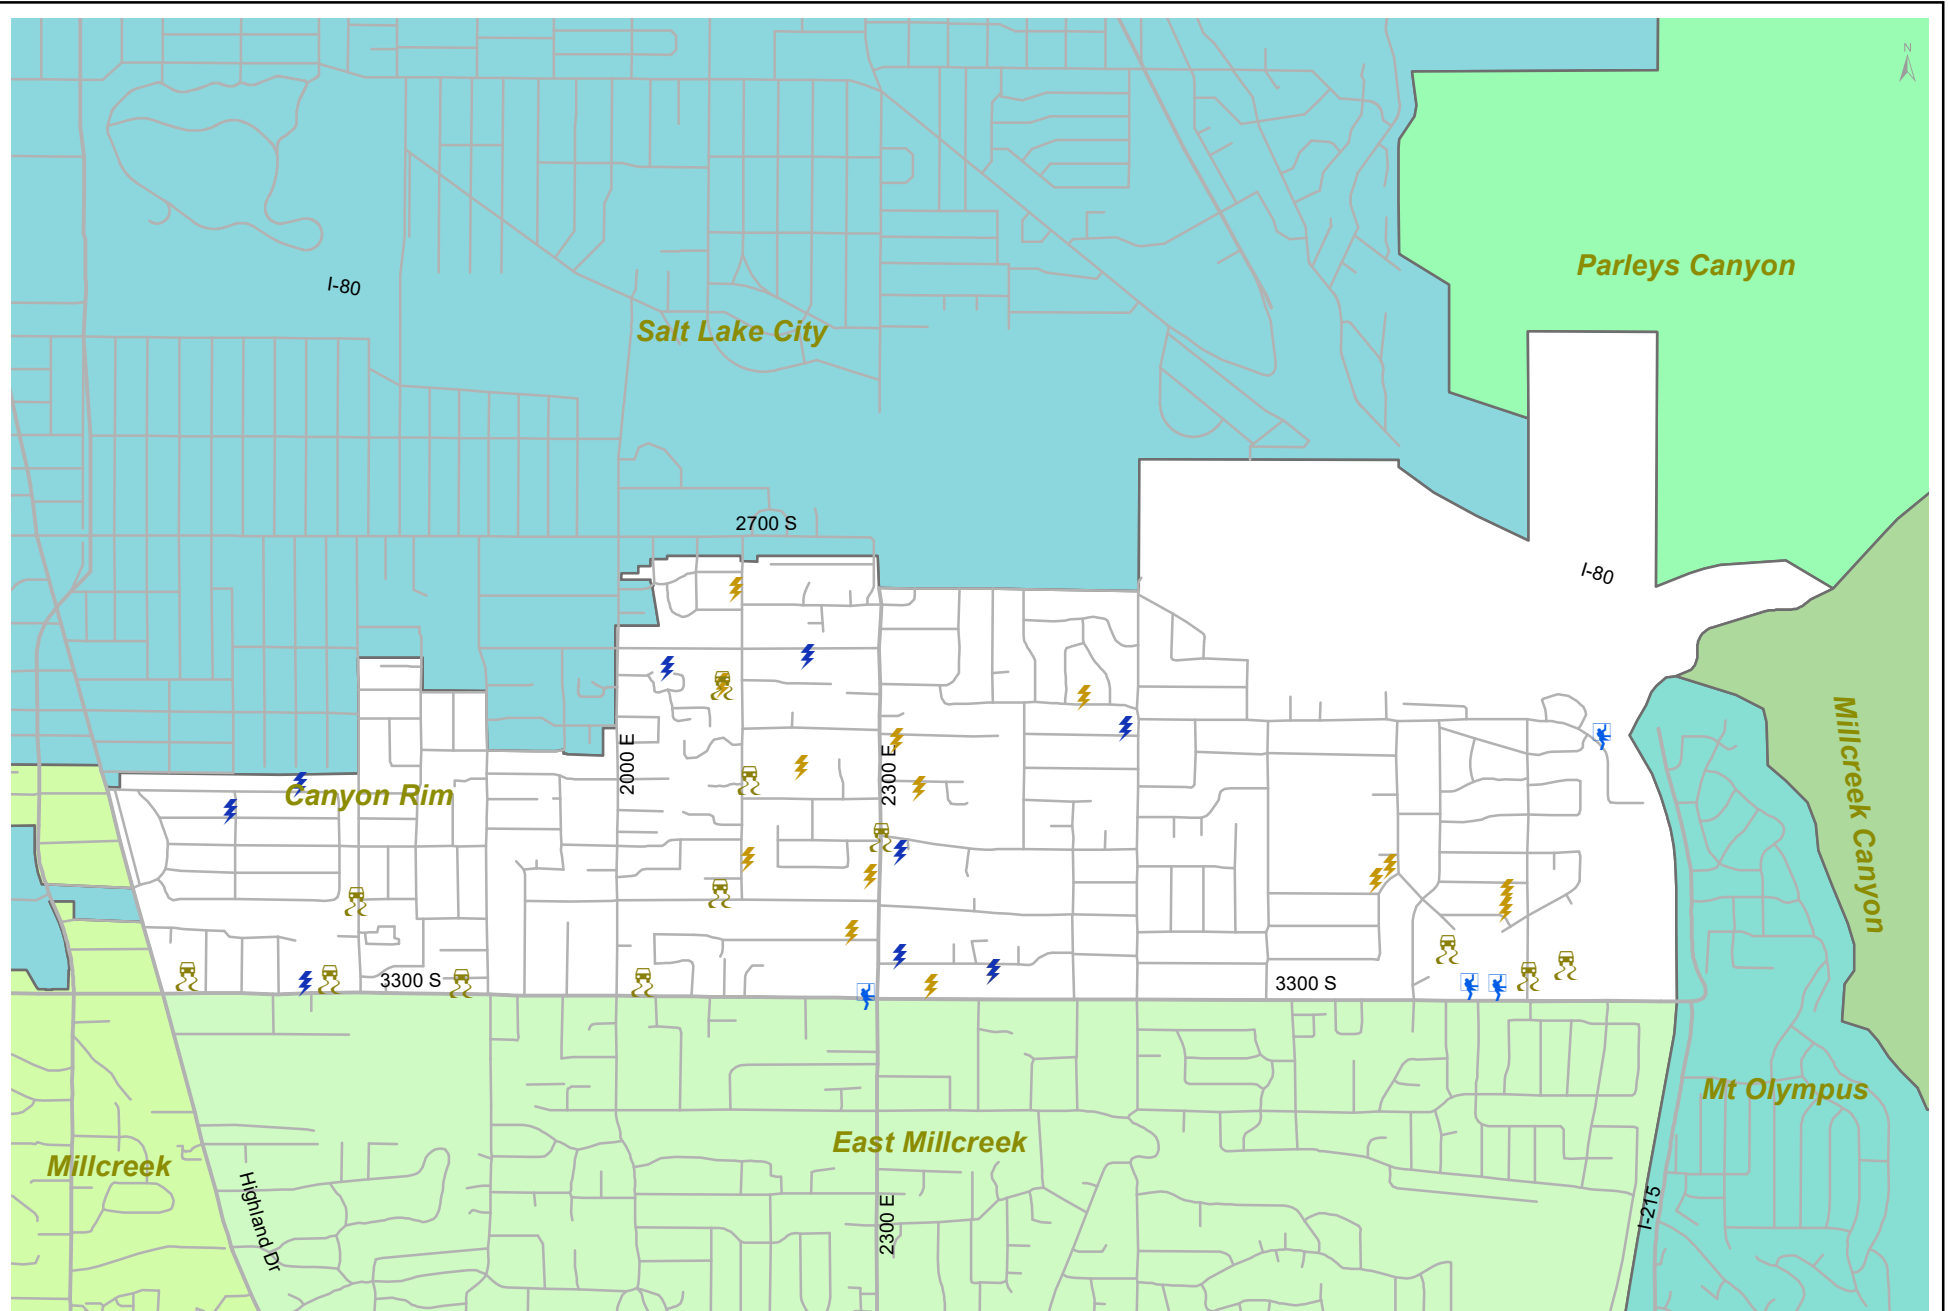 N
Parleys Canyon
I-80
Salt Lake City
2700 S
I-80
2000 E
2300 E
Canyon Rim
Millcreek Canyon
3300 S
3300 S
Mt Olympus
East Millcreek
Millcreek
Highland Dr
2300 E
I-215